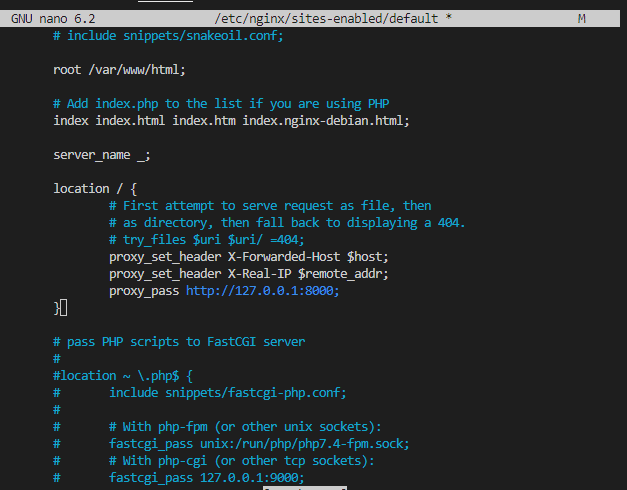 GNU nano 6.2 /etc/nginx/sites-enabled/default * M
# include snippets/snakeoil.conf;
root /var/www/html;
# Add index.php to the list if you are using PHP
index index.html index.htm index.nginx-debian.html;
server_name _;
location / {
# First attempt to serve request as file, then
# as directory, then fall back to displaying a 404.
# try_files $uri $uri/ =404;
proxy_set_header X-Forwarded-Host $host;
proxy_set_header X-Real-IP $remote_addr;
proxy_pass http://127.0.0.1:8000;
}
# pass PHP scripts to FastCGI server
#
#location ~ \.php$ {
# include snippets/fastcgi-php.conf;
#
# # With php-fpm (or other unix sockets):
# fastcgi_pass unix:/run/php/php7.4-fpm.sock;
# # With php-cgi (or other tcp sockets):
# fastcgi_pass 127.0.0.1:9000;